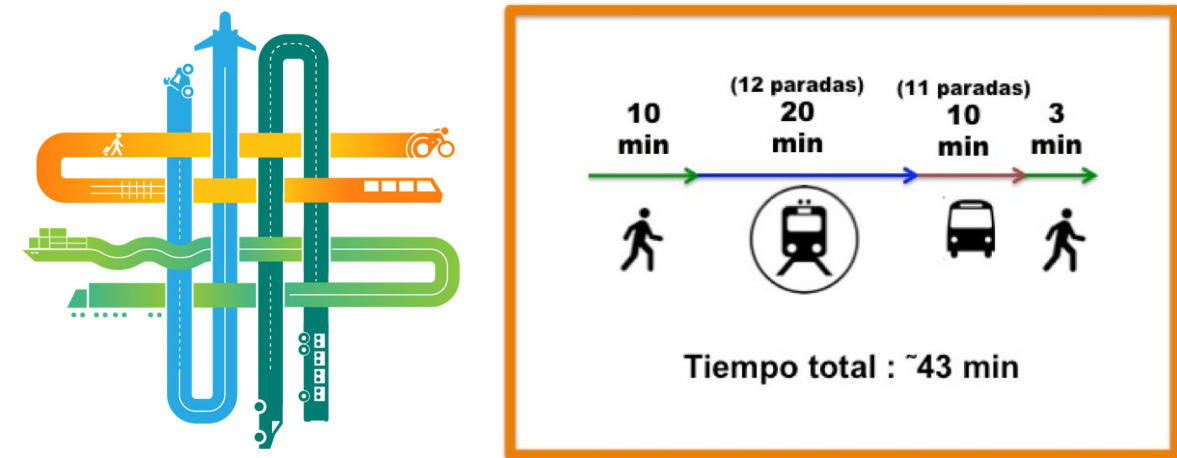 (12 paradas)
(11 paradas)
10
min
20
min
10
min
3
min
Tiempo total : ~43 min